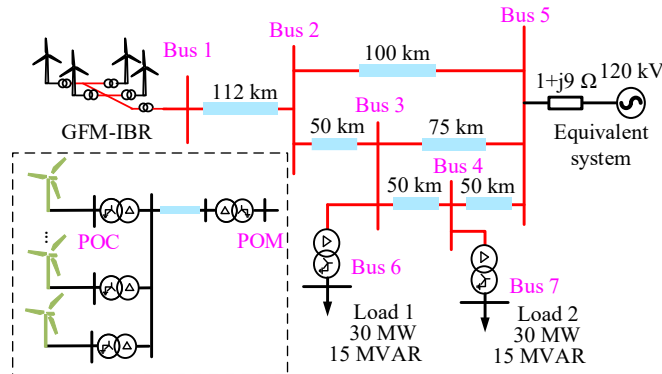 Bus 1
Bus 2
Bus 5
100 km
112 km
1+j9 Ω
120 kV
GFM-IBR
Bus 3
50 km
75 km
Equivalent
system
Bus 4
50 km
50 km
POC
POM
Bus 6
Bus 7
Load 1
30 MW
15 MVAR
Load 2
30 MW
15 MVAR